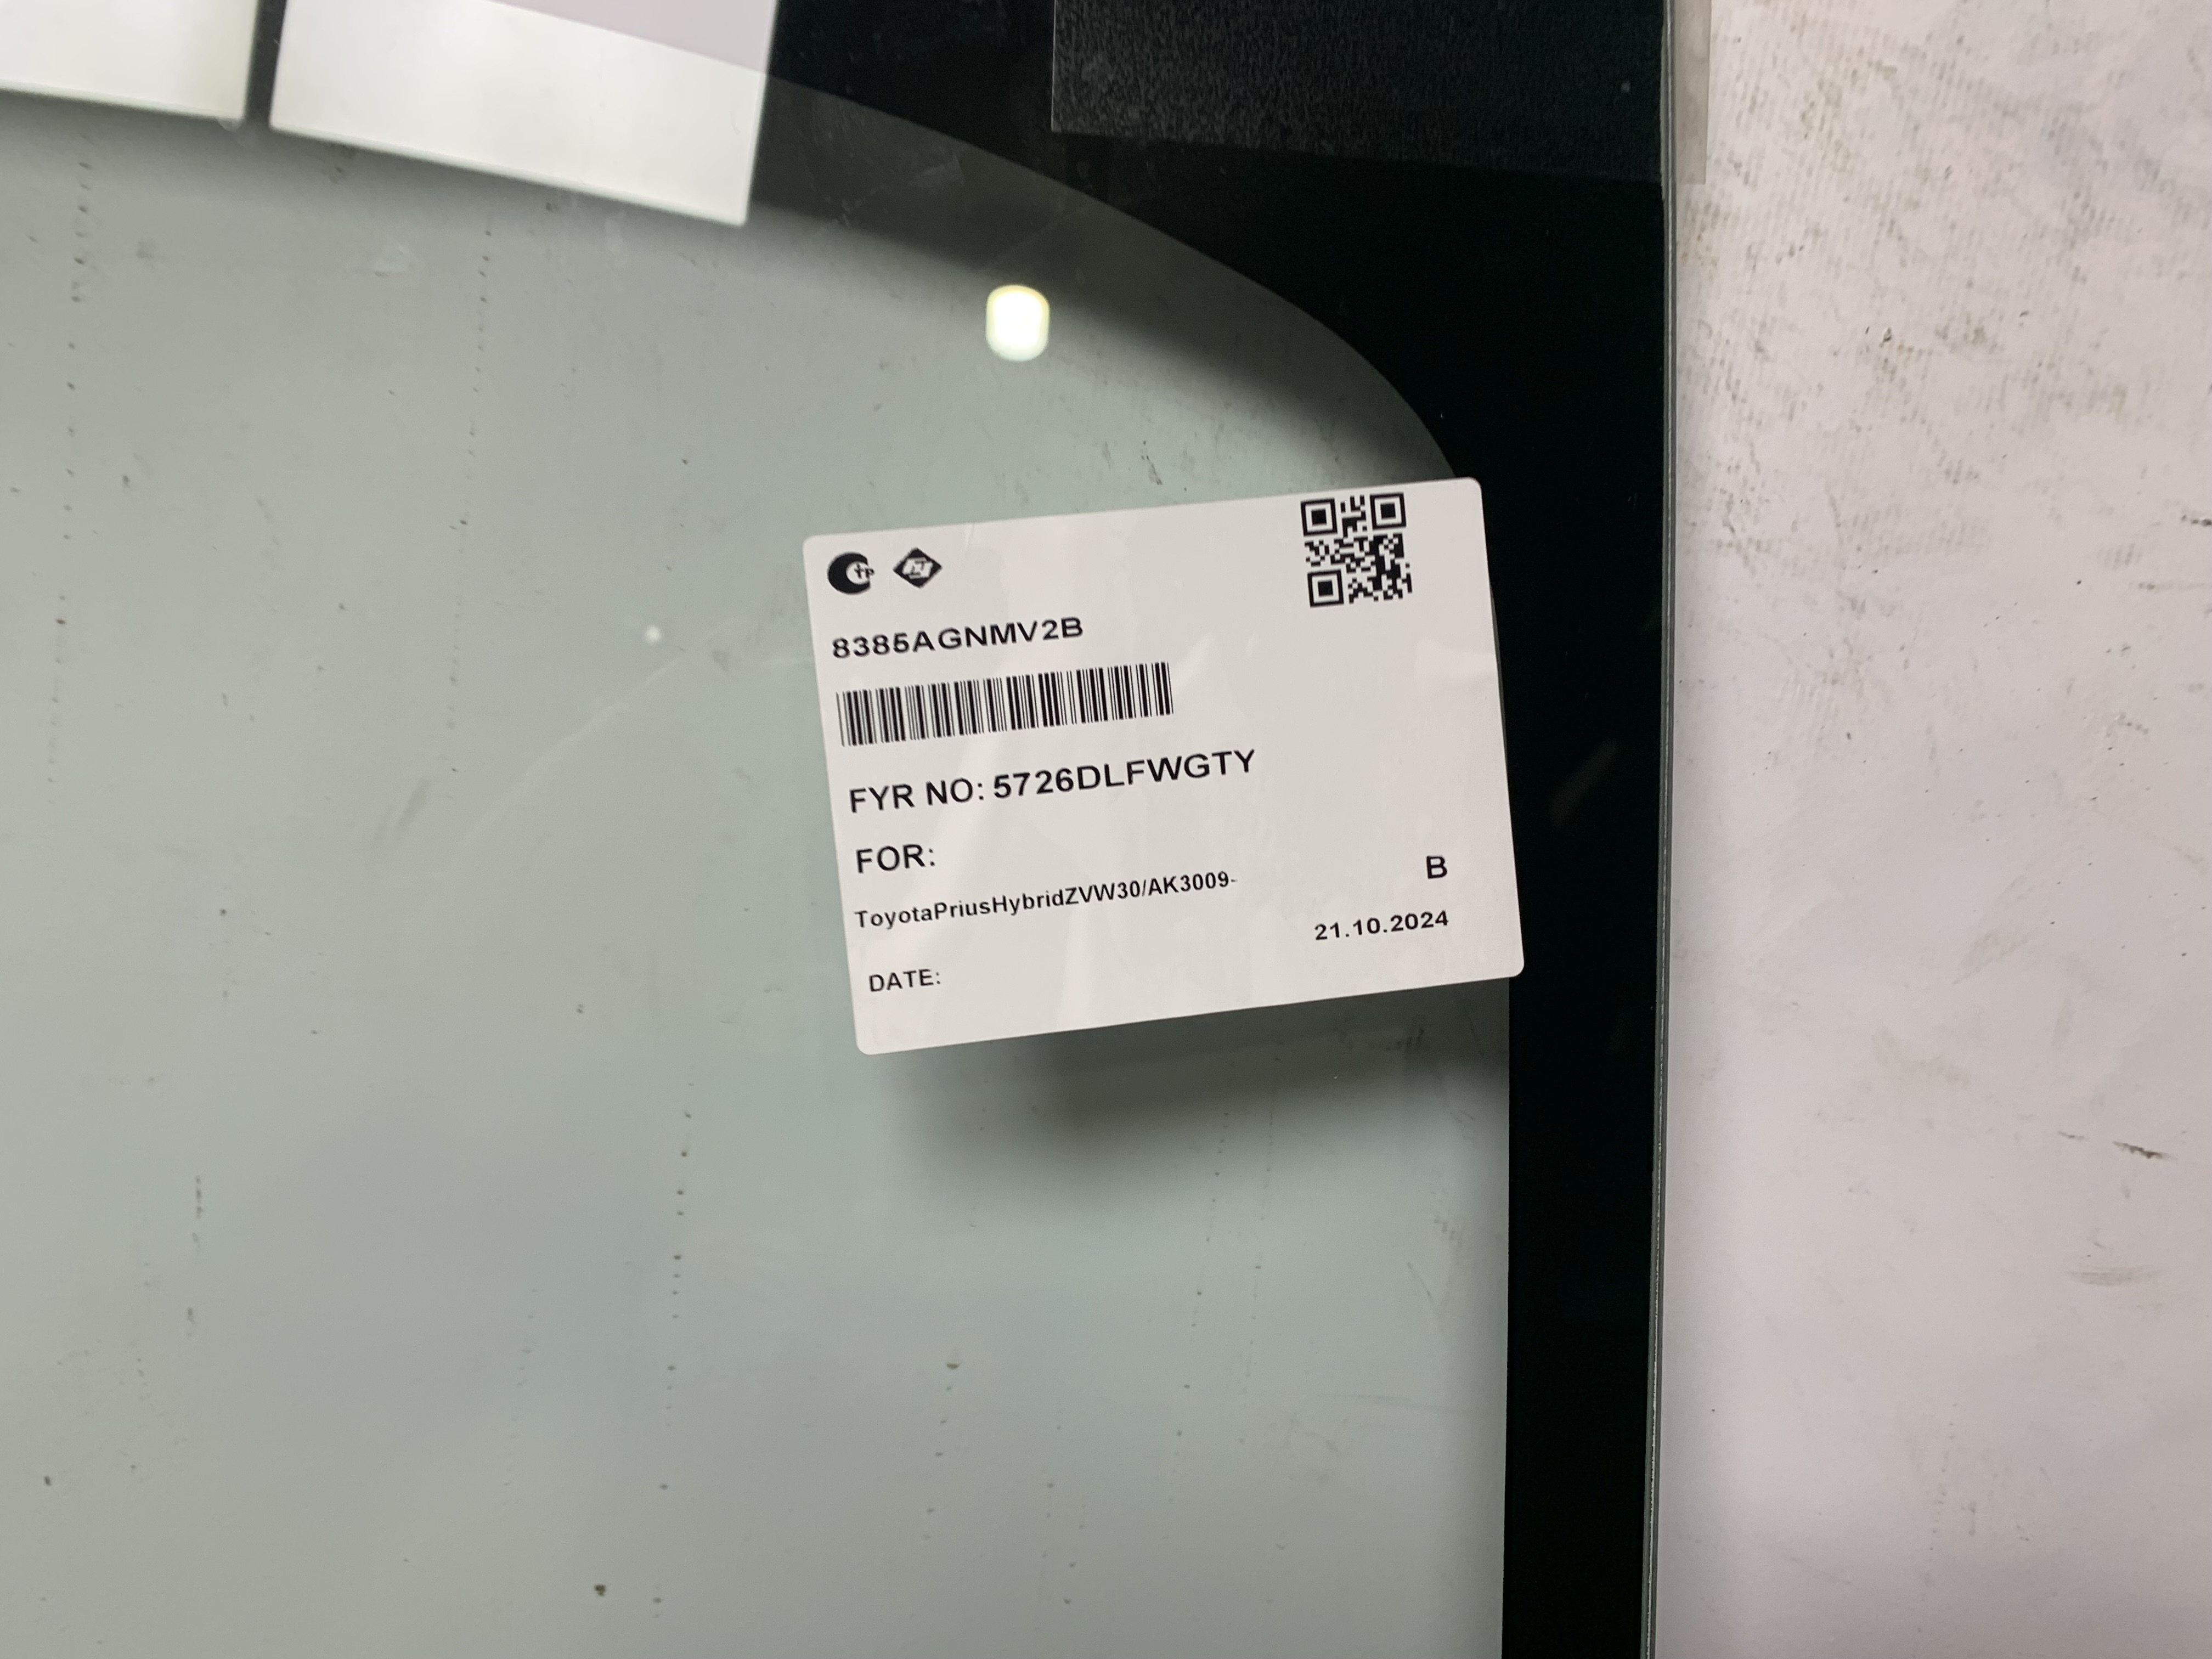 8385AGNMV2B
FYR NO: 5726DLFWGTY
FOR:
ToyotaPriusHybridZVW30/AK3009-
B
21.10.2024
DATE: